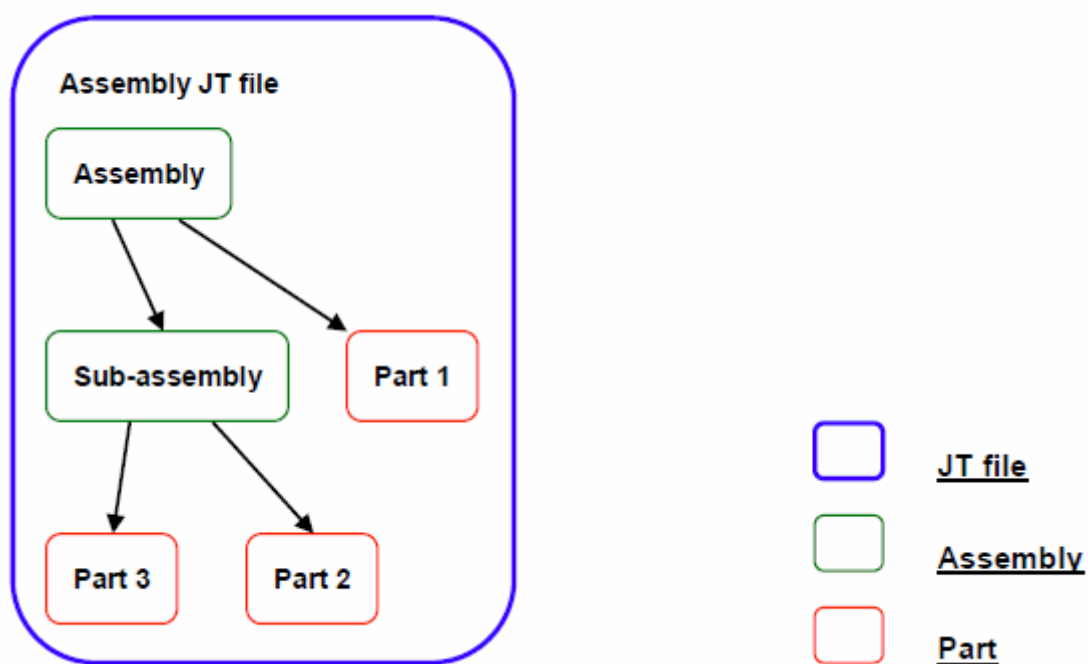 Assembly JT file
Assembly
Sub-assembly
Part 1
Part 3
Part 2
JT file
Assembly
Part